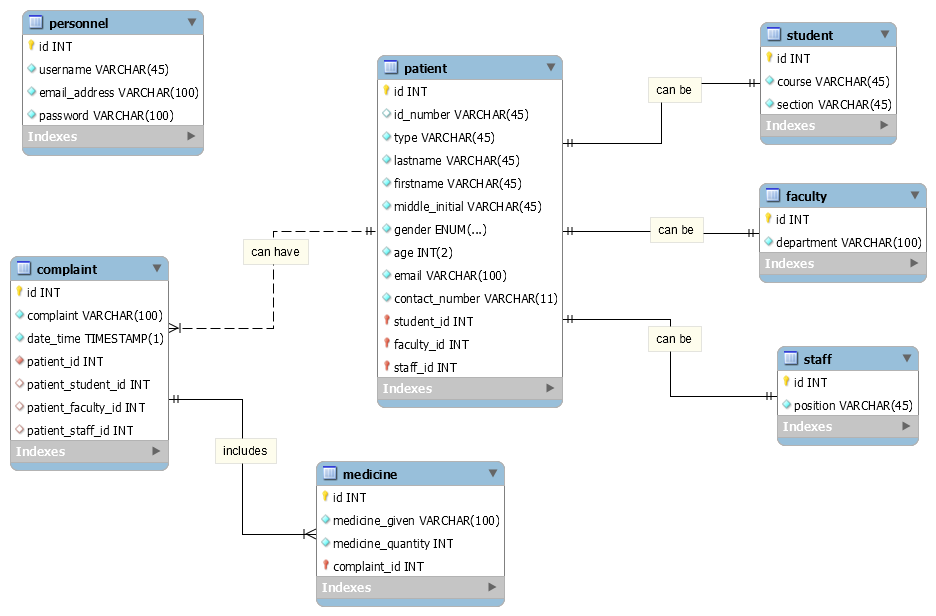 personnel
id INT
username VARCHAR(45)
email_address VARCHAR(100)
password VARCHAR(100)
Indexes
patient
id INT
id_number VARCHAR(45)
type VARCHAR(45)
lastname VARCHAR(45)
firstname VARCHAR(45)
middle_initial VARCHAR(45)
gender ENUM(...)
age INT(2)
email VARCHAR(100)
contact_number VARCHAR(11)
student_id INT
faculty_id INT
staff_id INT
Indexes
can be
student
id INT
course VARCHAR(45)
section VARCHAR(45)
Indexes
can be
faculty
id INT
department VARCHAR(100)
Indexes
can be
staff
id INT
position VARCHAR(45)
Indexes
can have
complaint
id INT
complaint VARCHAR(100)
date_time TIMESTAMP(1)
patient_id INT
patient_student_id INT
patient_faculty_id INT
patient_staff_id INT
Indexes
includes
medicine
id INT
medicine_given VARCHAR(100)
medicine_quantity INT
complaint_id INT
Indexes